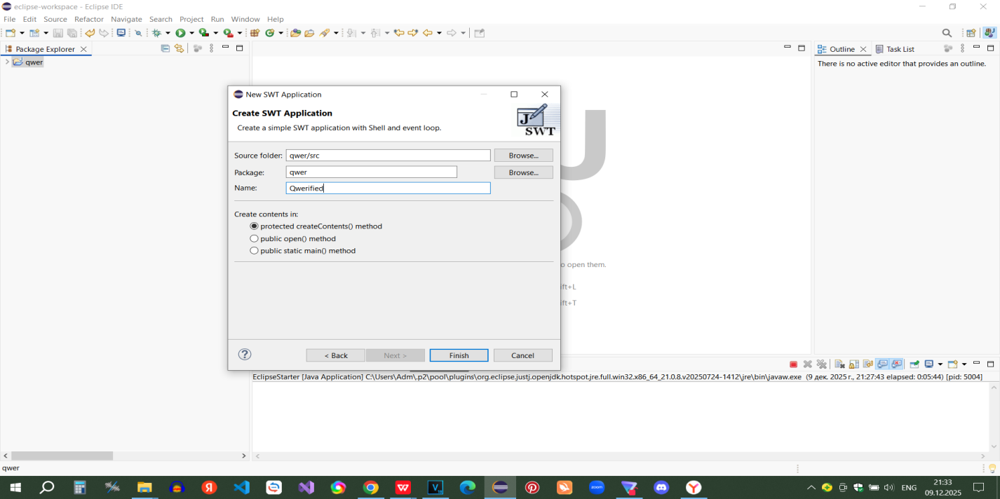 eclipse-workspace - Eclipse IDE
File Edit Source Refactor Navigate Search Project Run Window Help
Package Explorer
qwer
Outline
Task List
There is no active editor that provides an outline.
New SWT Application
Create SWT Application
Create a simple SWT application with Shell and event loop.
J
SWT
Source folder: qwer/src Browse...
Package: qwer Browse...
Name: Qwerified
Create contents in:
protected createContents() method
public open() method
public static main() method
o open them.
ift+L
ift+T
< Back Next > Finish Cancel
EclipseStarter [Java Application] C:\Users\Adm\.p2\pool\plugins\org.eclipse.justj.openjdk.hotspot.jre.full.win32.x86_64_21.0.8.v20250724-1412\jre\bin\javaw.exe (9 дек. 2025 г., 21:27:43 elapsed: 0:05:44) [pid: 5004]
qwer
Я
W
V
zoom
Y
ENG
21:33
09.12.2025